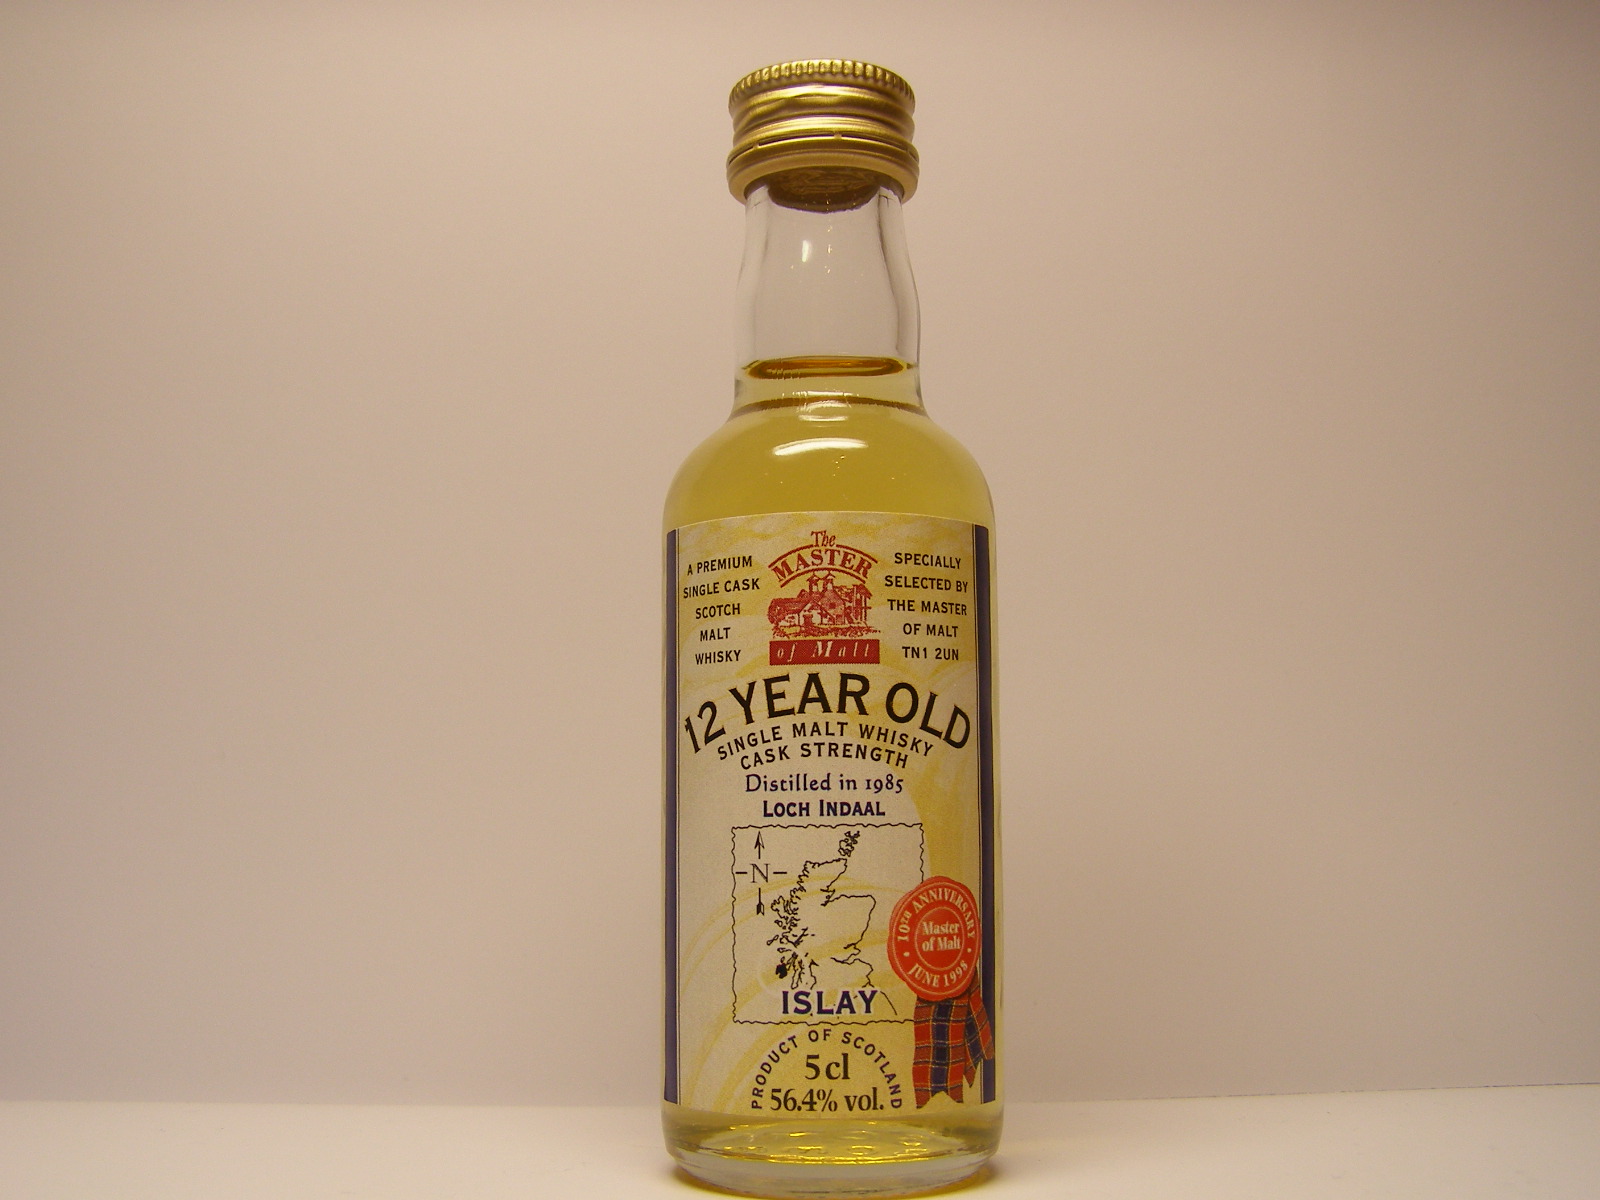 A PREMIUM
SINGLE CASK
SCOTCH
MALT
WHISKY
The
MASTER
of Malt
SPECIALLY
SELECTED BY
THE MASTER
OF MALT
TN1 2UN
12 YEAR OLD
SINGLE MALT WHISKY
CASK STRENGTH
Distilled in 1985
LOCH INDAAL
-N-
ISLAY
10TH ANNIVERSARY
Master
of Malt
• JUNE 1998 •
PRODUCT OF SCOTLAND
5cl
56.4% vol.